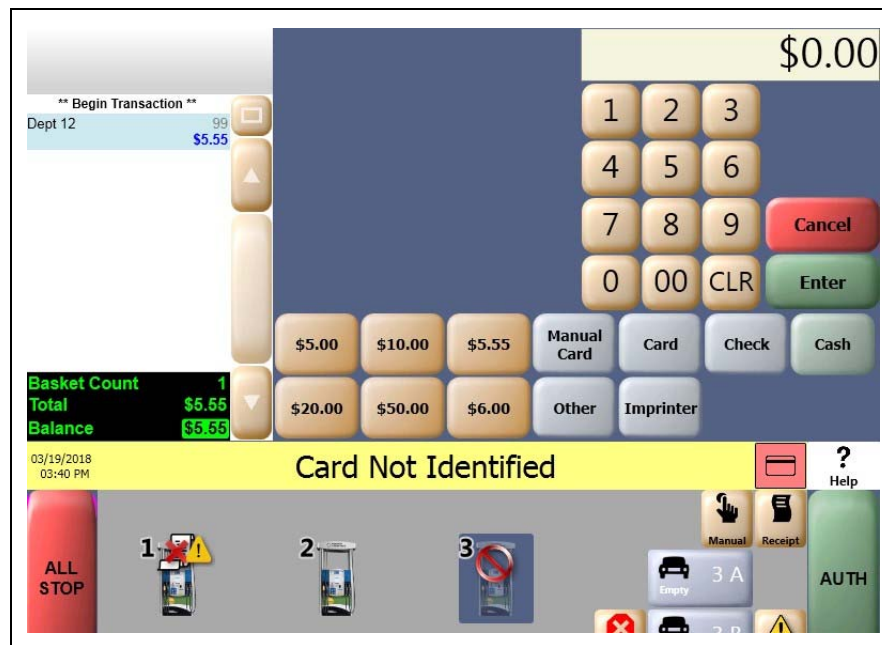 $0.00
** Begin Transaction **
Dept 12 99
$5.55
1 2 3
4 5 6
7 8 9 Cancel
0 00 CLR Enter
$5.00 $10.00 $5.55 Manual Card Card Check Cash
$20.00 $50.00 $6.00 Other Imprinter
Basket Count 1
Total $5.55
Balance $5.55
03/19/2018
03:40 PM
Card Not Identified
? Help
ALL STOP
1 2 3
Manual Receipt
Empty 3 A
3 B
AUTH